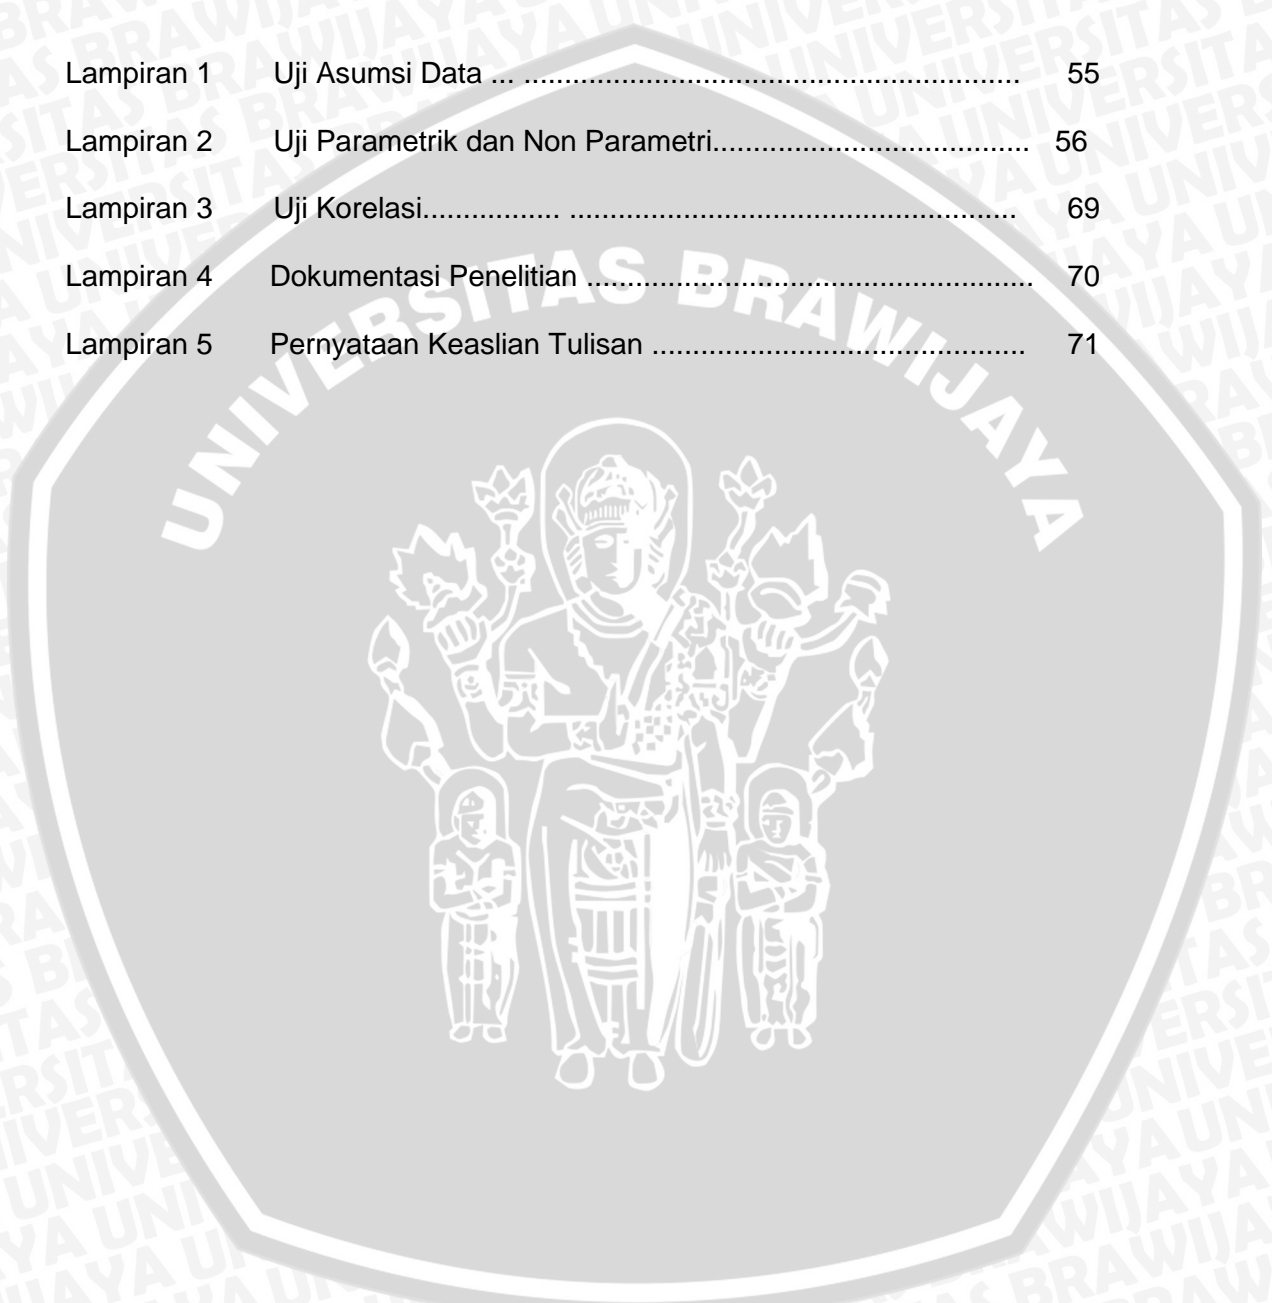 Lampiran 1 Uji Asumsi Data ... ............................................................. 55
Lampiran 2 Uji Parametrik dan Non Parametri....................................... 56
Lampiran 3 Uji Korelasi................. ....................................................... 69
Lampiran 4 Dokumentasi Penelitian ....................................................... 70
Lampiran 5 Pernyataan Keaslian Tulisan .............................................. 71
UNIVERSITAS BRAWIJAYA